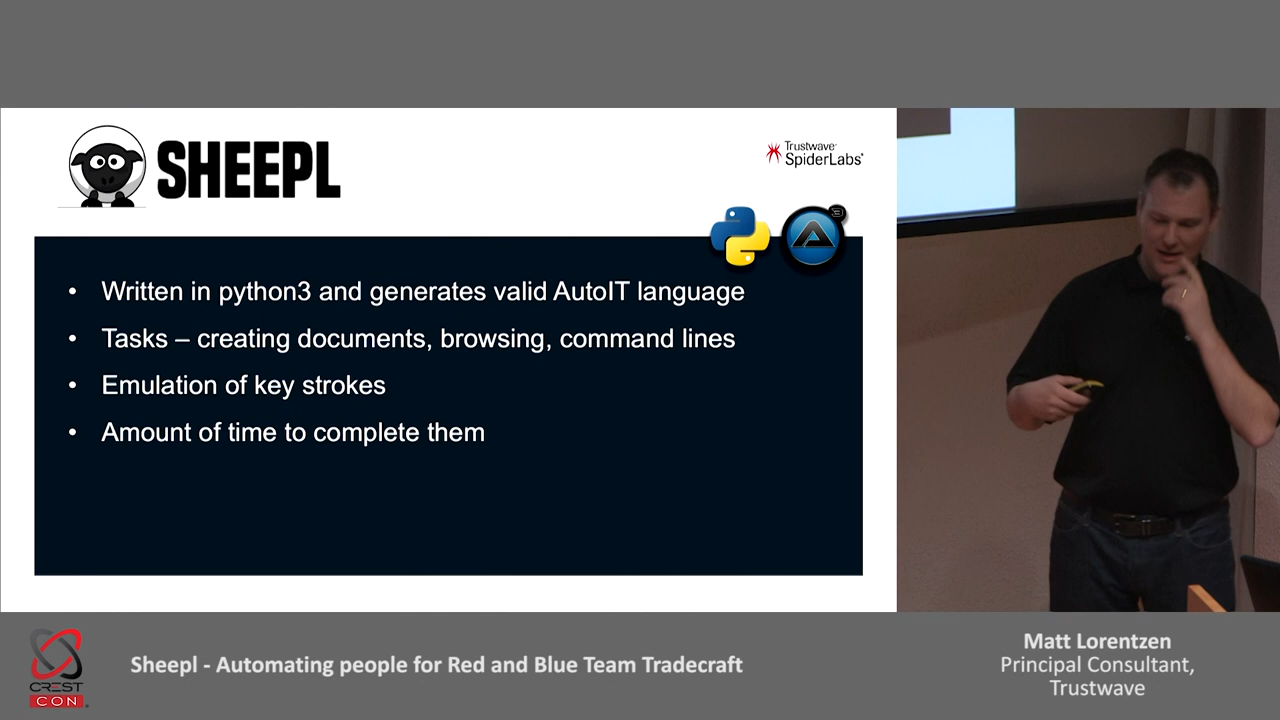 SHEEPL
Trustwave®
SpiderLabs®
• Written in python3 and generates valid AutoIT language
• Tasks – creating documents, browsing, command lines
• Emulation of key strokes
• Amount of time to complete them
CREST
CON
Sheepl - Automating people for Red and Blue Team Tradecraft
Matt Lorentzen
Principal Consultant,
Trustwave